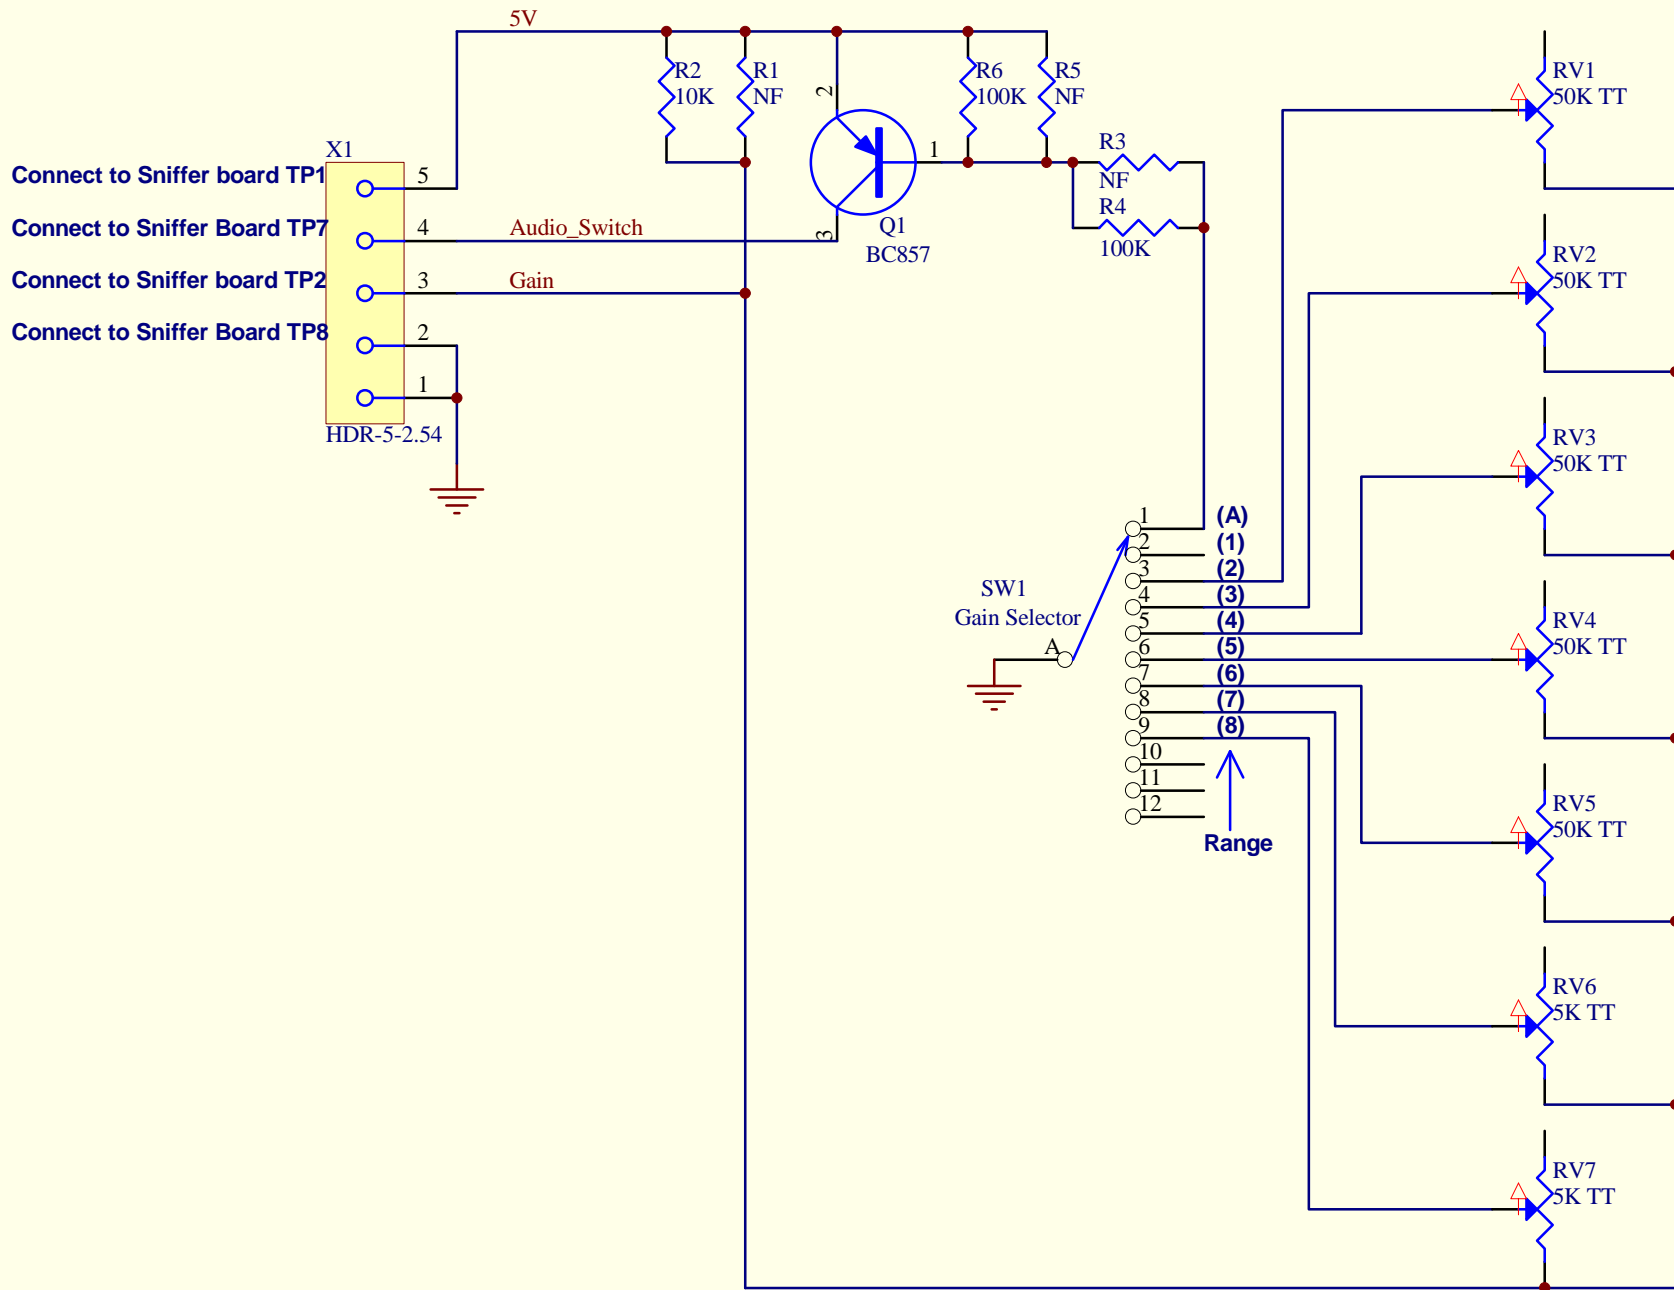 5V
R2
10K
R1
NF
2
R6
100K
R5
NF
1
R3
NF
R4
100K
3
Q1
BC857
X1
Connect to Sniffer board TP1
5
Connect to Sniffer Board TP7
4
Audio_Switch
Connect to Sniffer board TP2
3
Gain
Connect to Sniffer Board TP8
2
1
HDR-5-2.54
SW1
Gain Selector
A
1
(A)
2
(1)
3
(2)
4
(3)
5
(4)
6
(5)
7
(6)
8
(7)
9
(8)
10
11
12
Range
RV1
50K TT
RV2
50K TT
RV3
50K TT
RV4
50K TT
RV5
50K TT
RV6
5K TT
RV7
5K TT